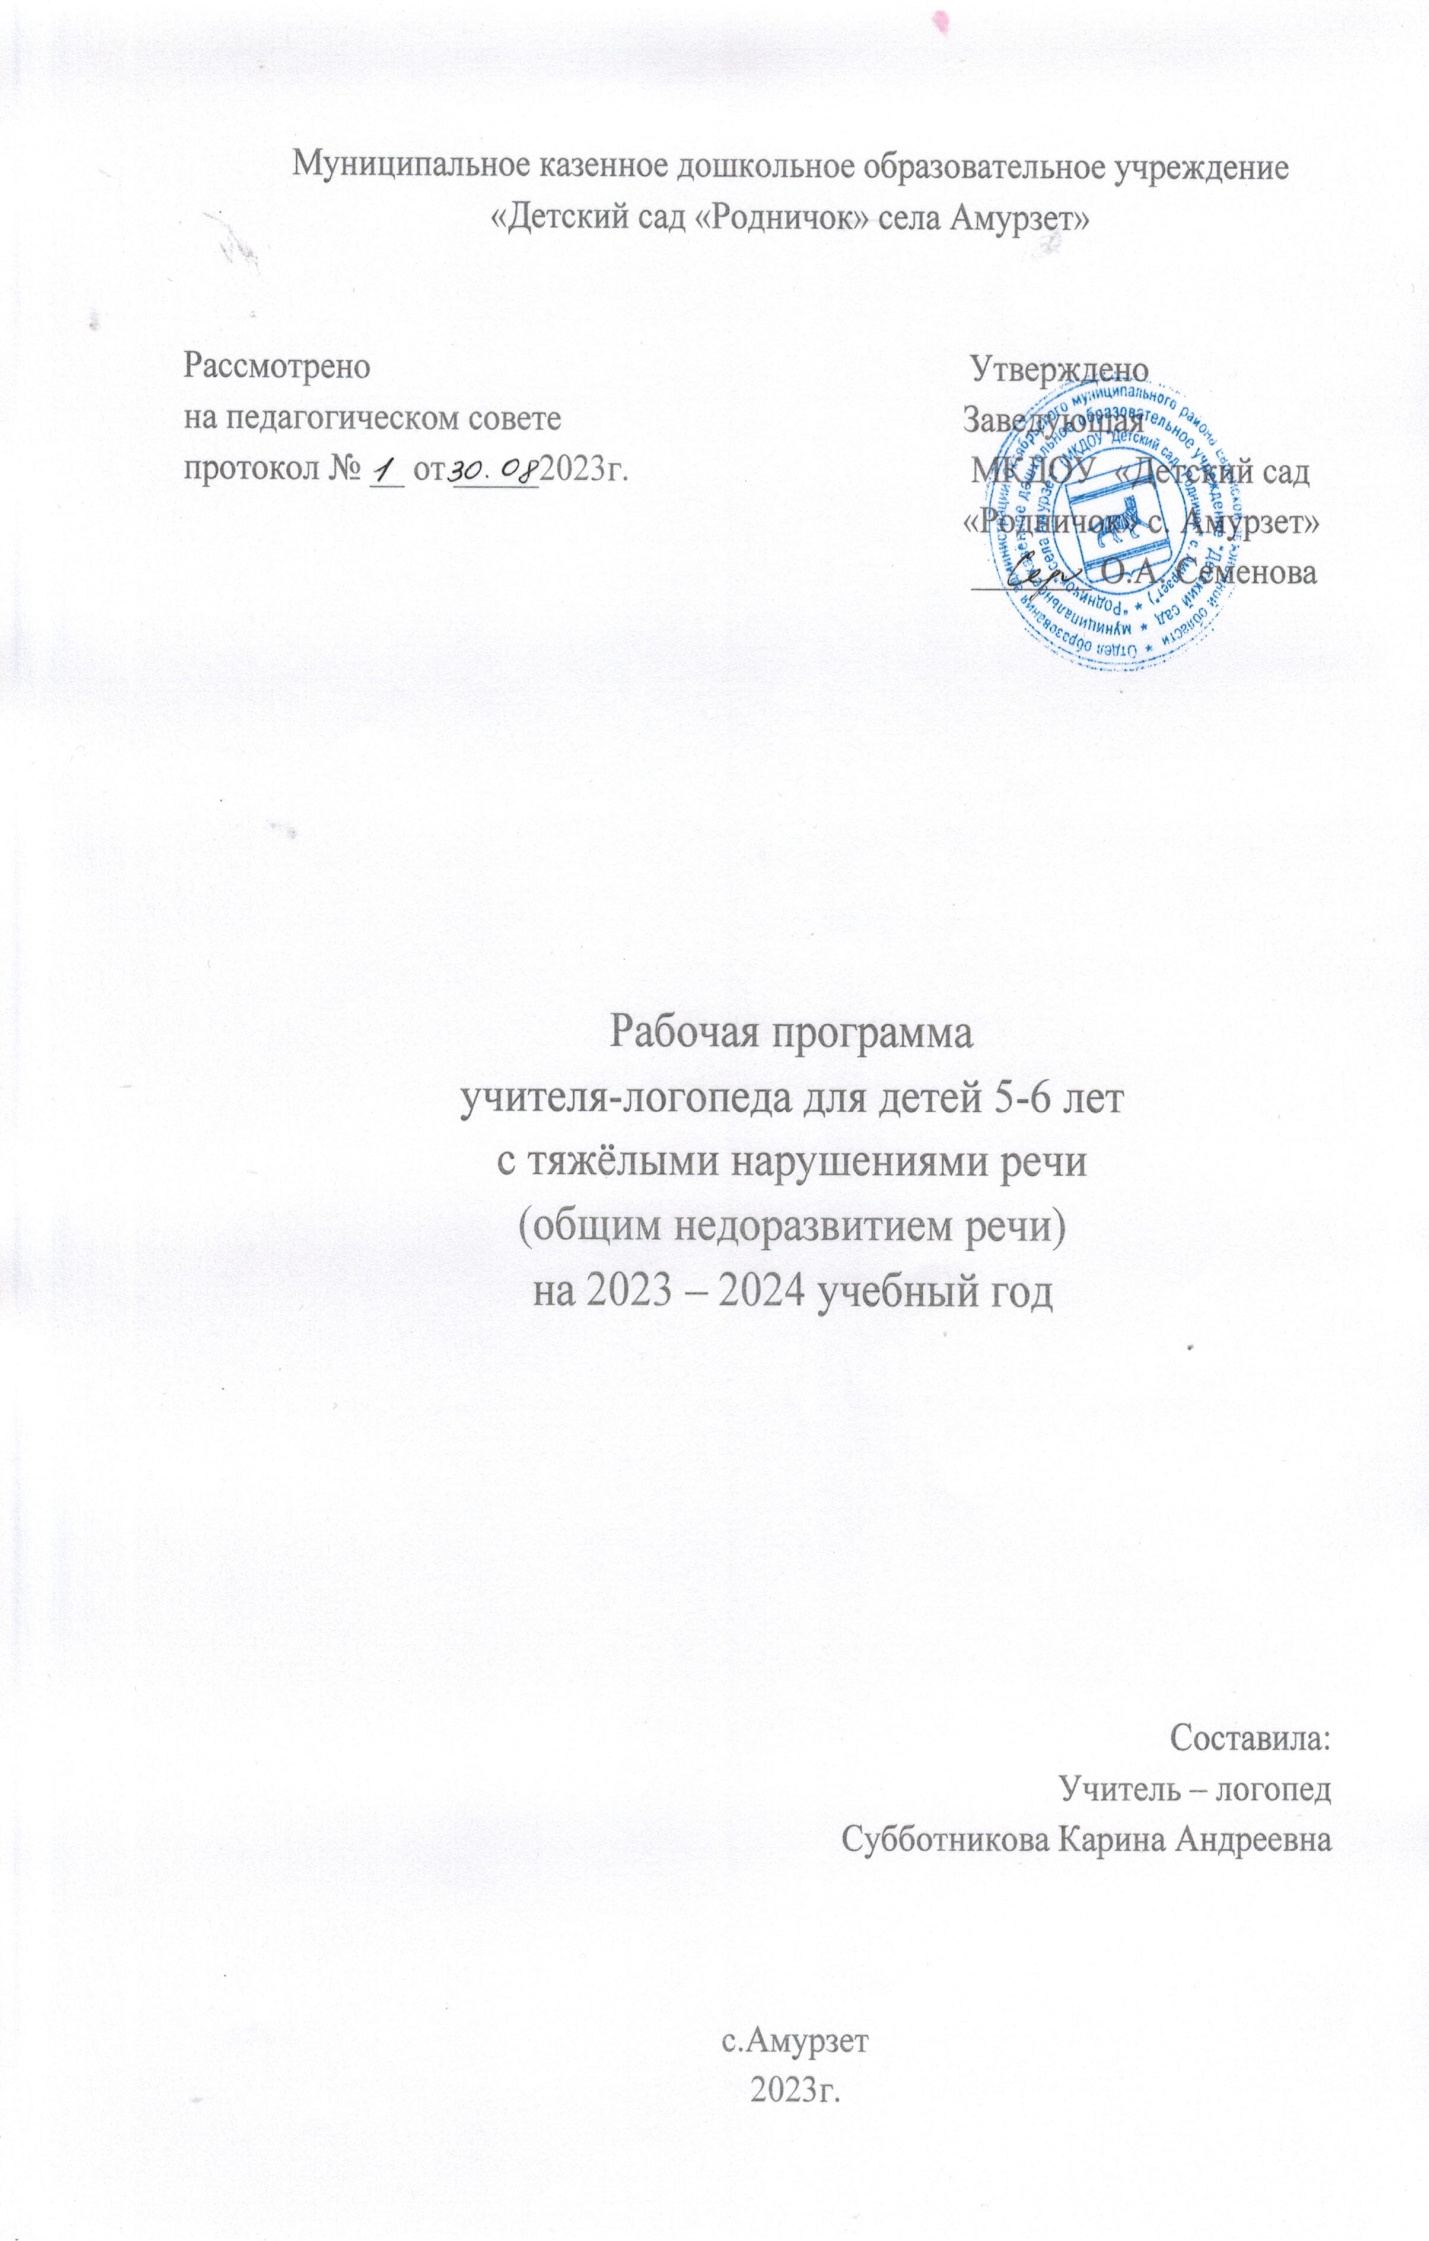 Муниципальное казенное дошкольное образовательное учреждение
«Детский сад «Родничок» села Амурзет»
Рассмотрено
на педагогическом совете
протокол № 1 от 30. 08 2023г.
Утверждено
Заведующая
МКДОУ «Детский сад
«Родничок» с. Амурзет»
О.А. Семенова
Рабочая программа
учителя-логопеда для детей 5-6 лет
с тяжёлыми нарушениями речи
(общим недоразвитием речи)
на 2023 – 2024 учебный год
Составила:
Учитель – логопед
Субботникова Карина Андреевна
с.Амурзет
2023г.